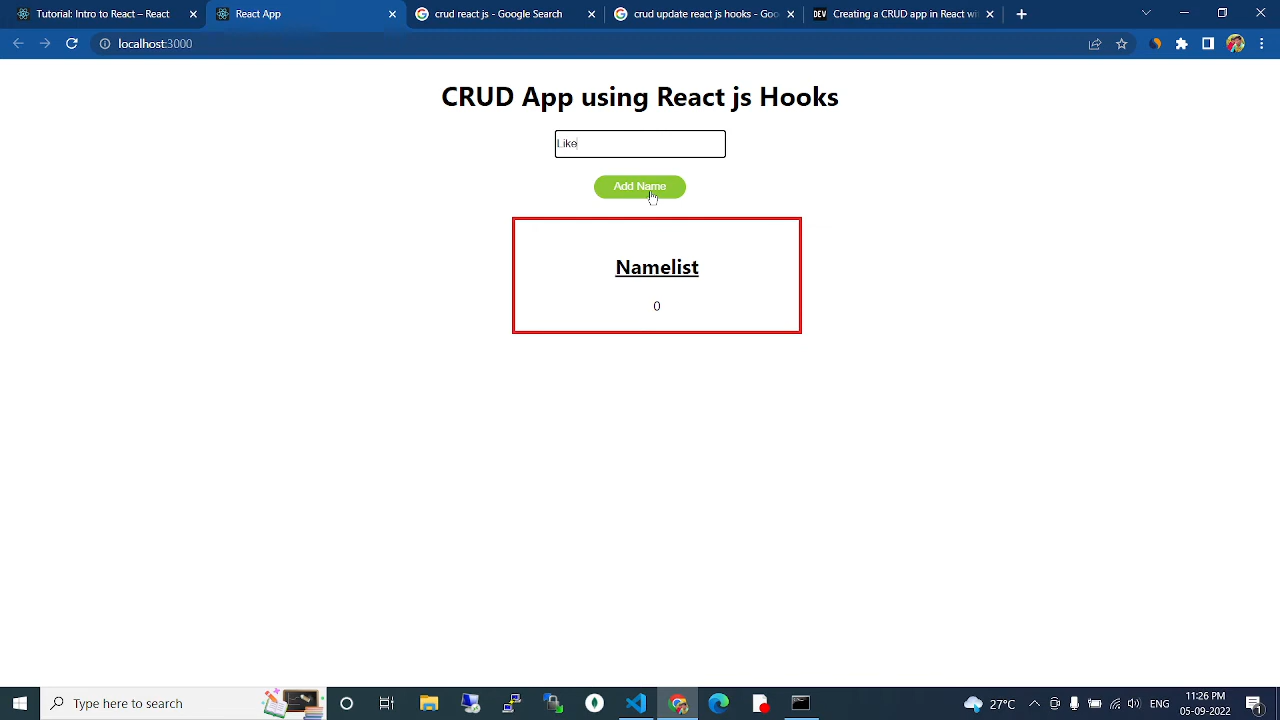 Tutorial: Intro to React – React
React App
crud react js - Google Search
crud update react js hooks - Goo
DEV Creating a CRUD app in React wi
localhost:3000
CRUD App using React js Hooks
Like
Add Name
Namelist
0
Type here to search
ENG
11:26 PM
05-09-2022